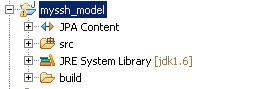 myssh_model
JPA Content
src
JRE System Library [jdk1.6]
build